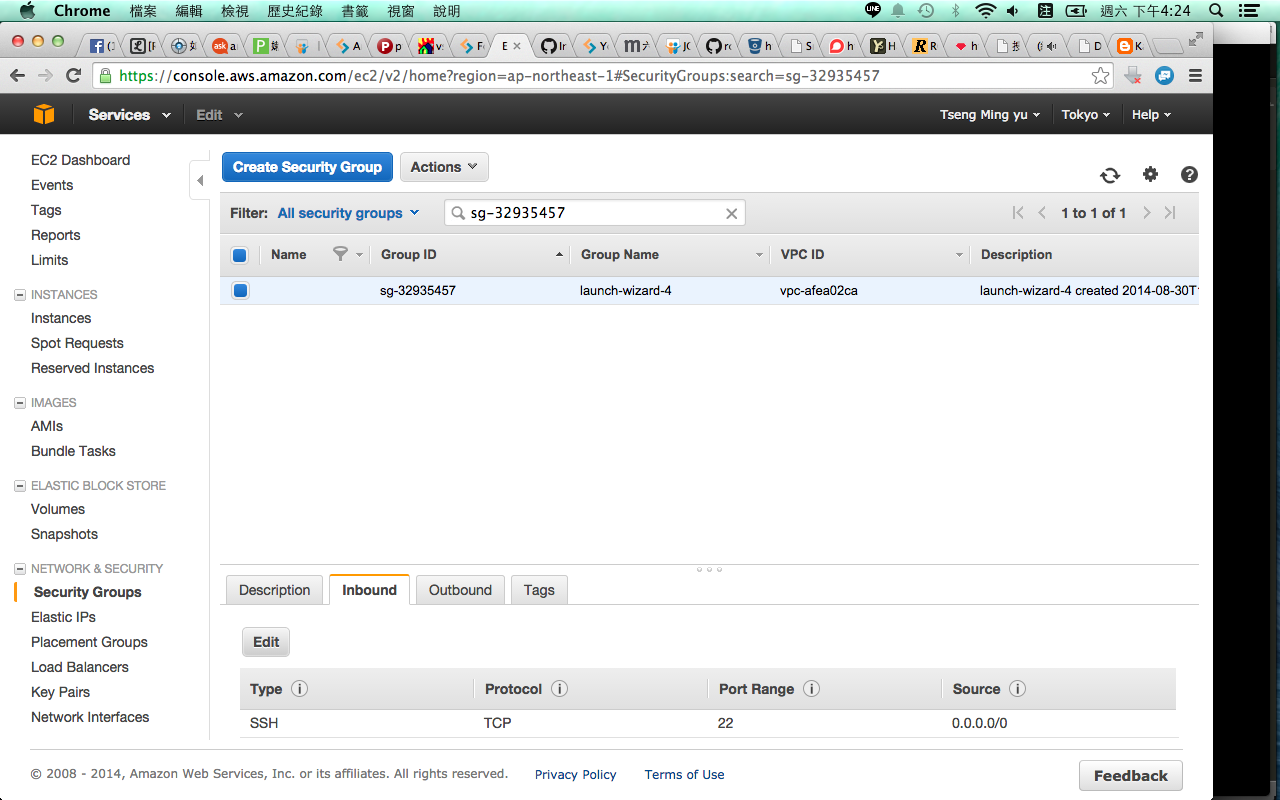 Chrome 檔案 編輯 檢視 歷史紀錄 書籤 視窗 說明 LINE 注 週六 下午4:24
https://console.aws.amazon.com/ec2/v2/home?region=ap-northeast-1#SecurityGroups:search=sg-32935457
Services Edit Tseng Ming yu Tokyo Help
EC2 Dashboard
Events
Tags
Reports
Limits
INSTANCES
Instances
Spot Requests
Reserved Instances
IMAGES
AMIs
Bundle Tasks
ELASTIC BLOCK STORE
Volumes
Snapshots
NETWORK & SECURITY
Security Groups
Elastic IPs
Placement Groups
Load Balancers
Key Pairs
Network Interfaces
Create Security Group Actions
Filter: All security groups sg-32935457 1 to 1 of 1
Name Group ID Group Name VPC ID Description
sg-32935457 launch-wizard-4 vpc-afea02ca launch-wizard-4 created 2014-08-30T
Description Inbound Outbound Tags
Edit
Type Protocol Port Range Source
SSH TCP 22 0.0.0.0/0
© 2008 - 2014, Amazon Web Services, Inc. or its affiliates. All rights reserved. Privacy Policy Terms of Use
Feedback